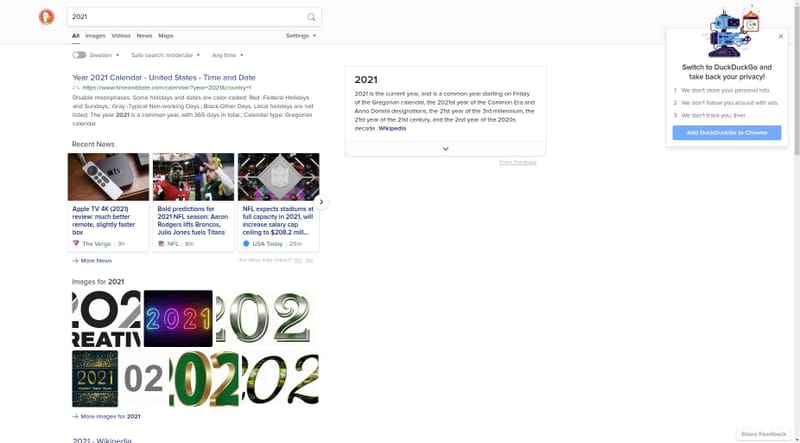 2021
All Images Videos News Maps Settings
Sweden Safe search: moderate Any time
Year 2021 Calendar - United States - Time and Date
https://www.timeanddate.com/calendar/?year=2021&country=1
Disable moonphases. Some holidays and dates are color-coded: Red -Federal Holidays
and Sundays.; Gray -Typical Non-working Days.; Black-Other Days. Local holidays are not
listed. The year 2021 is a common year, with 365 days in total.; Calendar type: Gregorian
calendar
Recent News
Apple TV 4K (2021)
review: much better
remote, slightly faster
box
The Verge 3h
Bold predictions for
2021 NFL season: Aaron
Rodgers lifts Broncos,
Julio Jones fuels Titans
NFL 8m
NFL expects stadiums at
full capacity in 2021, will
increase salary cap
ceiling to $208.2 mill...
USA Today 25m
More News
Are these links helpful? Yes No
Images for 2021
2021
2021
More Images for 2021
2021 - Wikipedia
2021
2021 is the current year, and is a common year starting on Friday
of the Gregorian calendar, the 2021st year of the Common Era and
Anno Domini designations, the 21st year of the 3rd millennium, the
21st year of the 21st century, and the 2nd year of the 2020s
decade. Wikipedia
Share Feedback
Switch to DuckDuckGo and
take back your privacy!
1 We don't store your personal info.
2 We don't follow you around with ads.
3 We don't track you. Ever.
Add DuckDuckGo to Chrome
Share Feedback